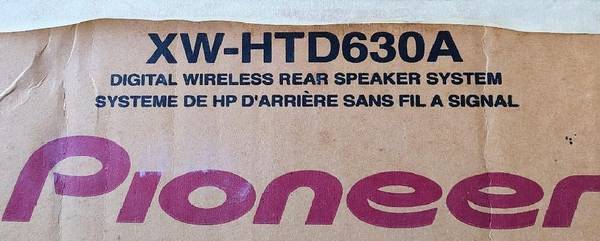 XW-HTD630A
DIGITAL WIRELESS REAR SPEAKER SYSTEM
SYSTEME DE HP D'ARRIÈRE SANS FIL A SIGNAL
Pioneer